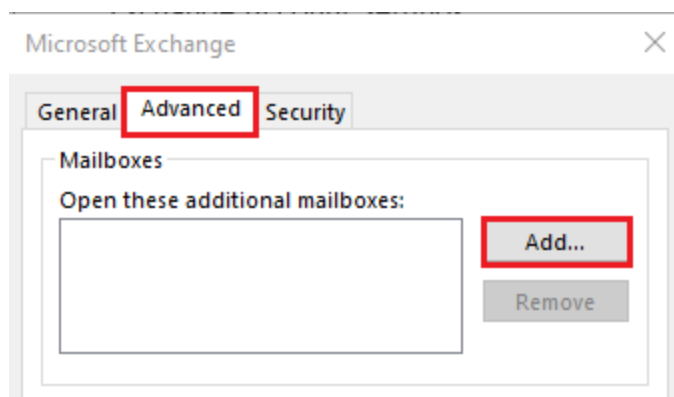 Microsoft Exchange
General Advanced Security
Mailboxes
Open these additional mailboxes:
Add...
Remove